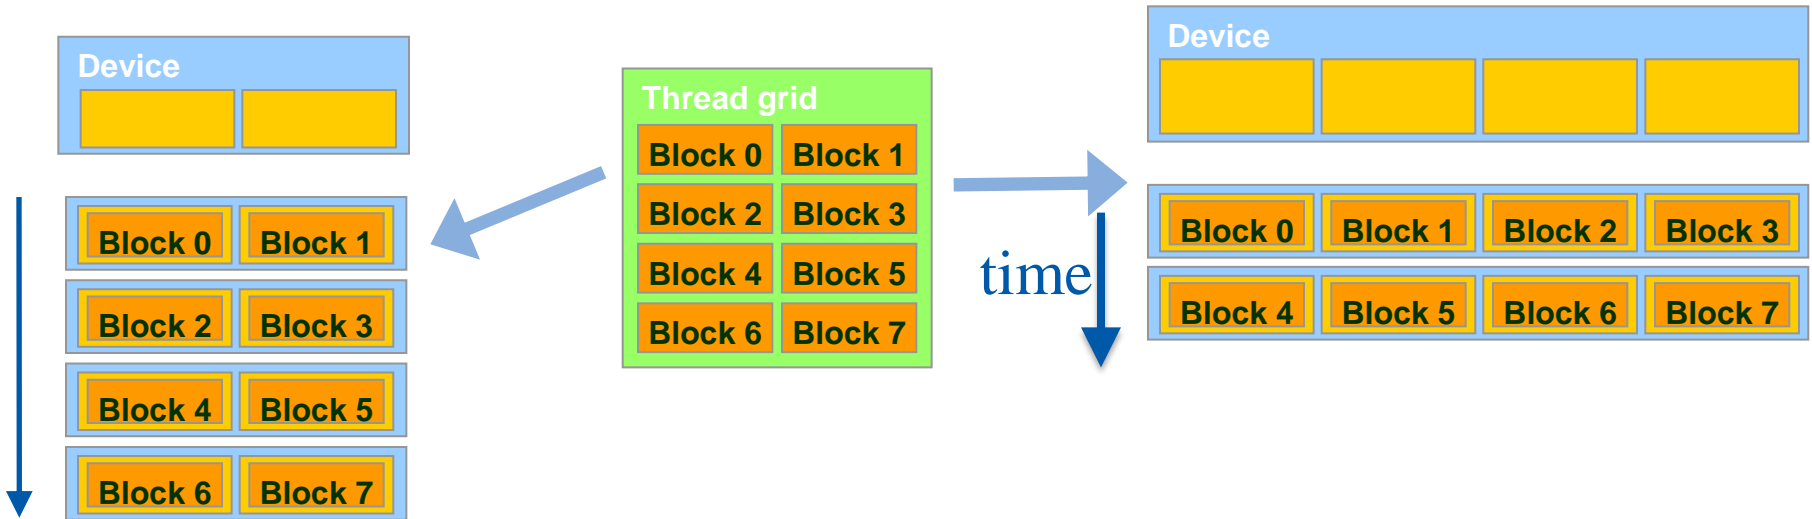 Device
Block 0 Block 1
Block 2 Block 3
Block 4 Block 5
Block 6 Block 7
Thread grid
Block 0 Block 1
Block 2 Block 3
Block 4 Block 5
Block 6 Block 7
time
Device
Block 0 Block 1 Block 2 Block 3
Block 4 Block 5 Block 6 Block 7